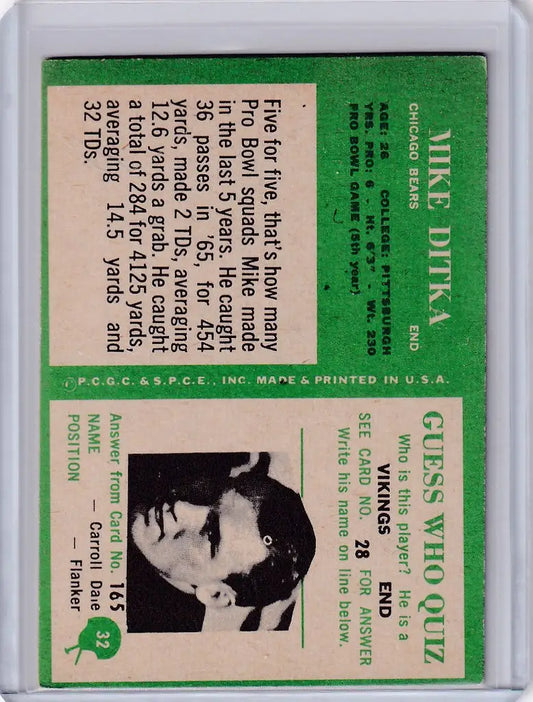 MIKE DITKA
CHICAGO BEARS END
AGE: 26 COLLEGE: PITTSBURGH
YRS. PRO: 6 - Ht. 6'3" - Wt. 230
PRO BOWL GAME (5th year)
Five for five, that's how many
Pro Bowl squads Mike made
in the last 5 years. He caught
36 passes in '65, for 454
yards, made 2 TDs, averaging
12.6 yards a grab. He caught
a total of 284 for 4125 yards,
averaging 14.5 yards and
32 TDs.
©P.C.G.C. & S.P.C.E., INC. MADE & PRINTED IN U.S.A.
GUESS WHO QUIZ
Who is this player? He is a
VIKINGS END
SEE CARD NO. 28 FOR ANSWER
Write his name on line below.
Answer from Card No. 165
NAME — Carroll Dale
POSITION — Flanker
32